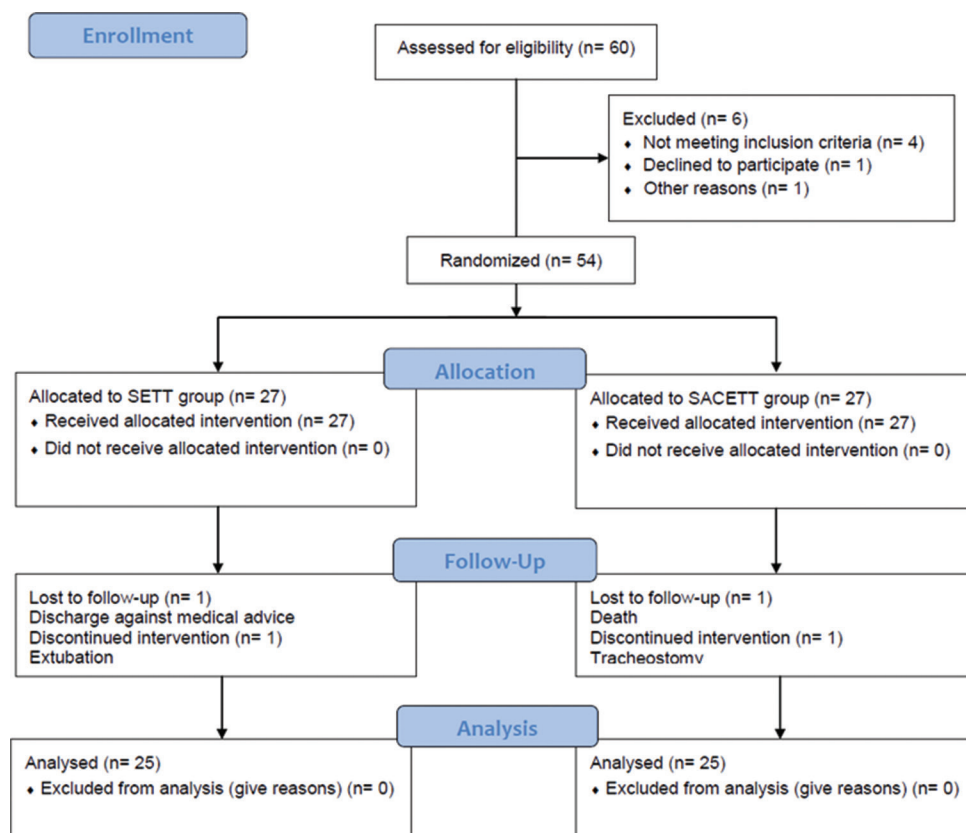 Enrollment
Assessed for eligibility (n= 60)
Excluded (n= 6)
♦ Not meeting inclusion criteria (n= 4)
♦ Declined to participate (n= 1)
♦ Other reasons (n= 1)
Randomized (n= 54)
Allocation
Allocated to SETT group (n= 27)
♦ Received allocated intervention (n= 27)
♦ Did not receive allocated intervention (n= 0)
Allocated to SACETT group (n= 27)
♦ Received allocated intervention (n= 27)
♦ Did not receive allocated intervention (n= 0)
Follow-Up
Lost to follow-up (n= 1)
Discharge against medical advice
Discontinued intervention (n= 1)
Extubation
Lost to follow-up (n= 1)
Death
Discontinued intervention (n= 1)
Tracheostomy
Analysis
Analysed (n= 25)
♦ Excluded from analysis (give reasons) (n= 0)
Analysed (n= 25)
♦ Excluded from analysis (give reasons) (n= 0)